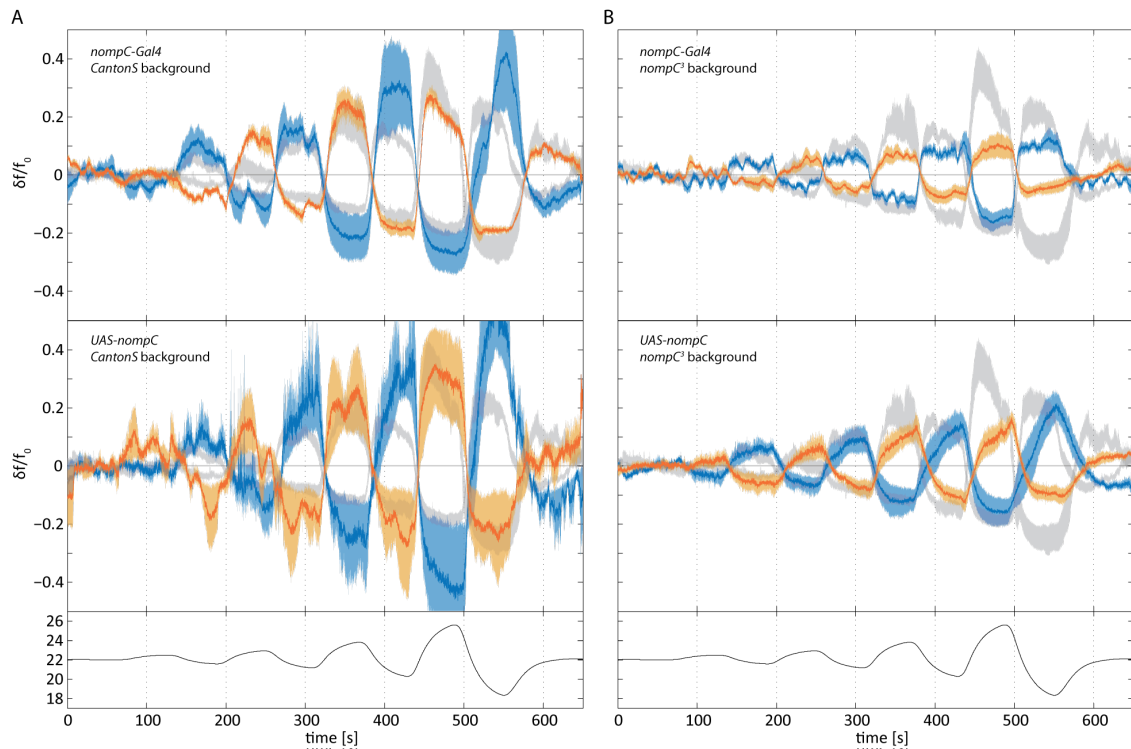 A
B
nompC-Gal4
CantonS background
nompC-Gal4
nompC³ background
0.4
0.2
0
−0.2
−0.4
δf/f₀
UAS-nompC
CantonS background
UAS-nompC
nompC³ background
0.4
0.2
0
−0.2
−0.4
δf/f₀
26
24
22
20
18
0 100 200 300 400 500 600
0 100 200 300 400 500 600
time [s]
time [s]